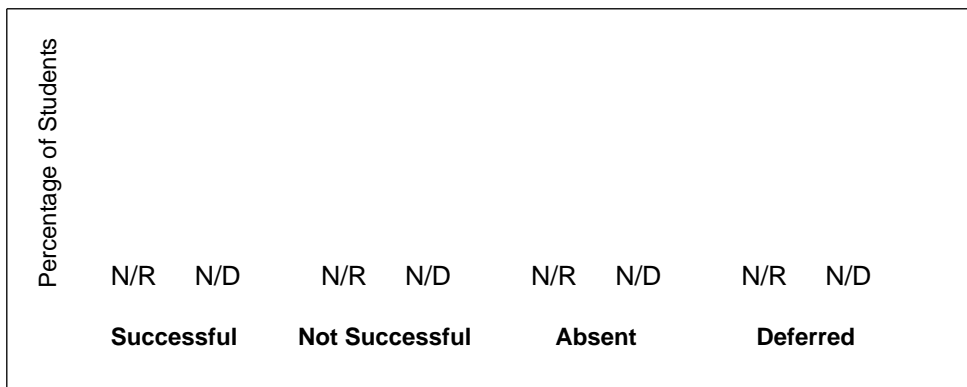 Percentage of Students
N/R N/D N/R N/D N/R N/D N/R N/D
Successful Not Successful Absent Deferred